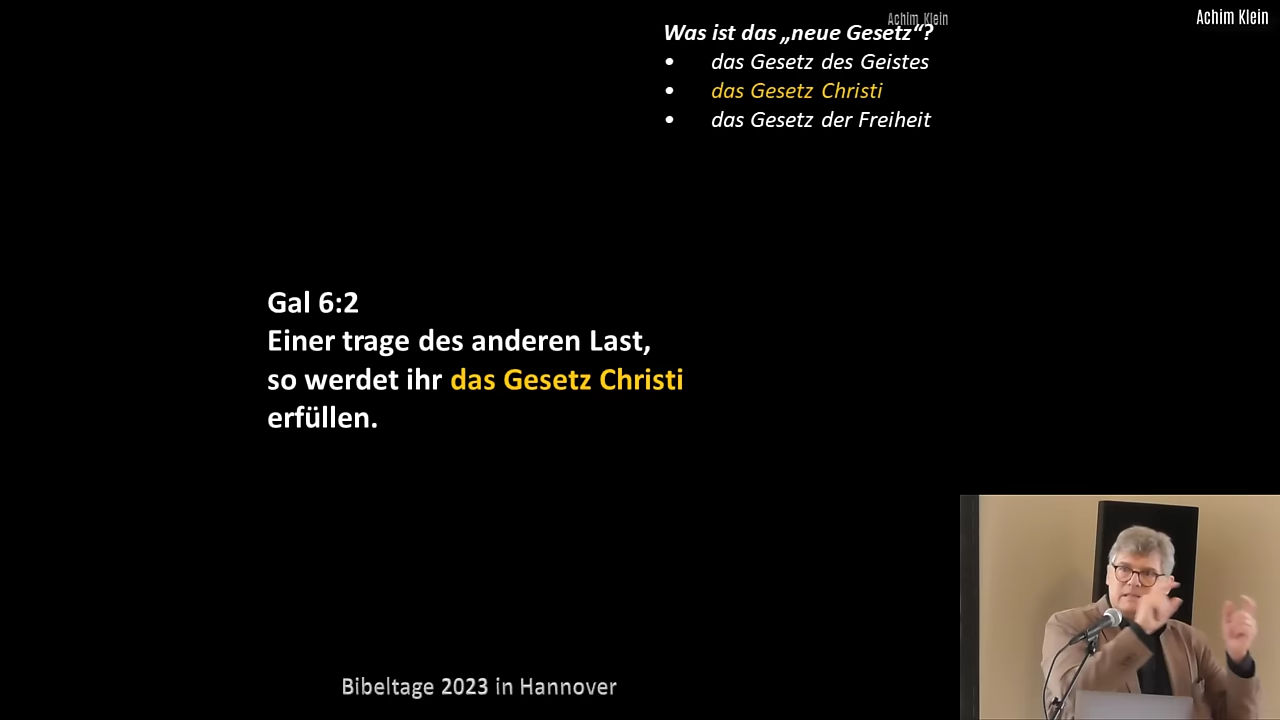 Achim Klein
Achim Klein
Was ist das „neue Gesetz“?
• das Gesetz des Geistes
• das Gesetz Christi
• das Gesetz der Freiheit
Gal 6:2
Einer trage des anderen Last,
so werdet ihr das Gesetz Christi
erfüllen.
Bibeltage 2023 in Hannover